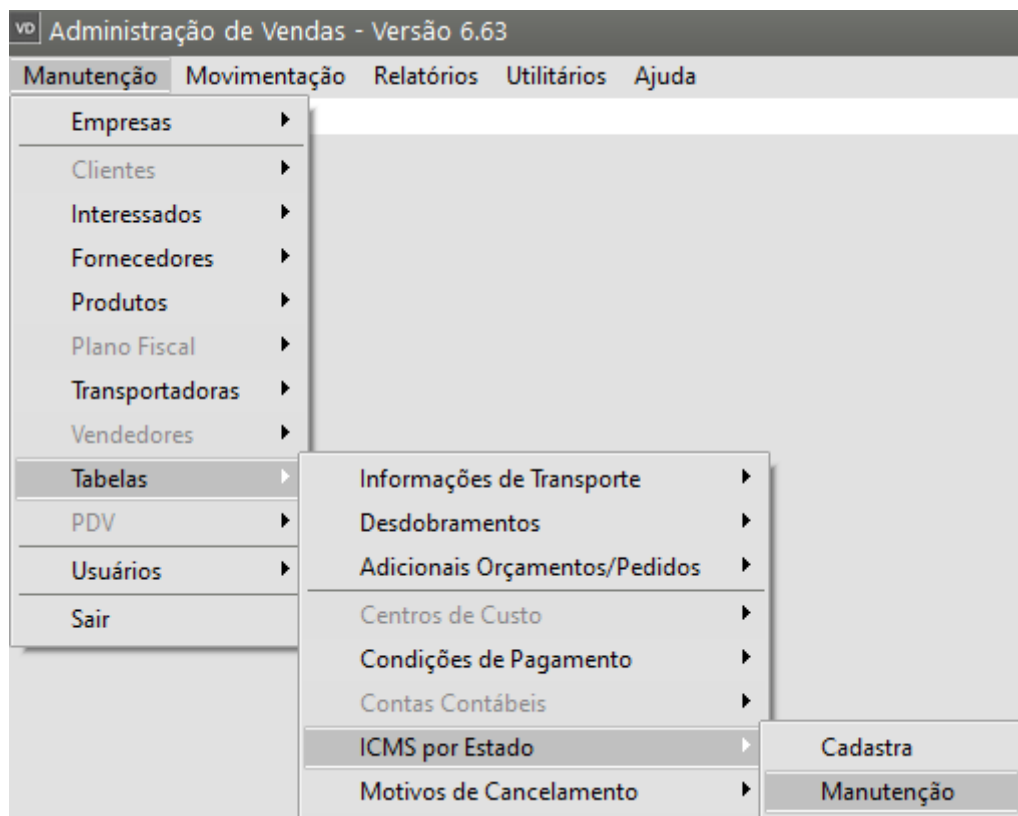 VD Administração de Vendas - Versão 6.63
Manutenção Movimentação Relatórios Utilitários Ajuda
Empresas
Clientes
Interessados
Fornecedores
Produtos
Plano Fiscal
Transportadoras
Vendedores
Tabelas
PDV
Usuários
Sair
Informações de Transporte
Desdobramentos
Adicionais Orçamentos/Pedidos
Centros de Custo
Condições de Pagamento
Contas Contábeis
ICMS por Estado
Motivos de Cancelamento
Cadastra
Manutenção